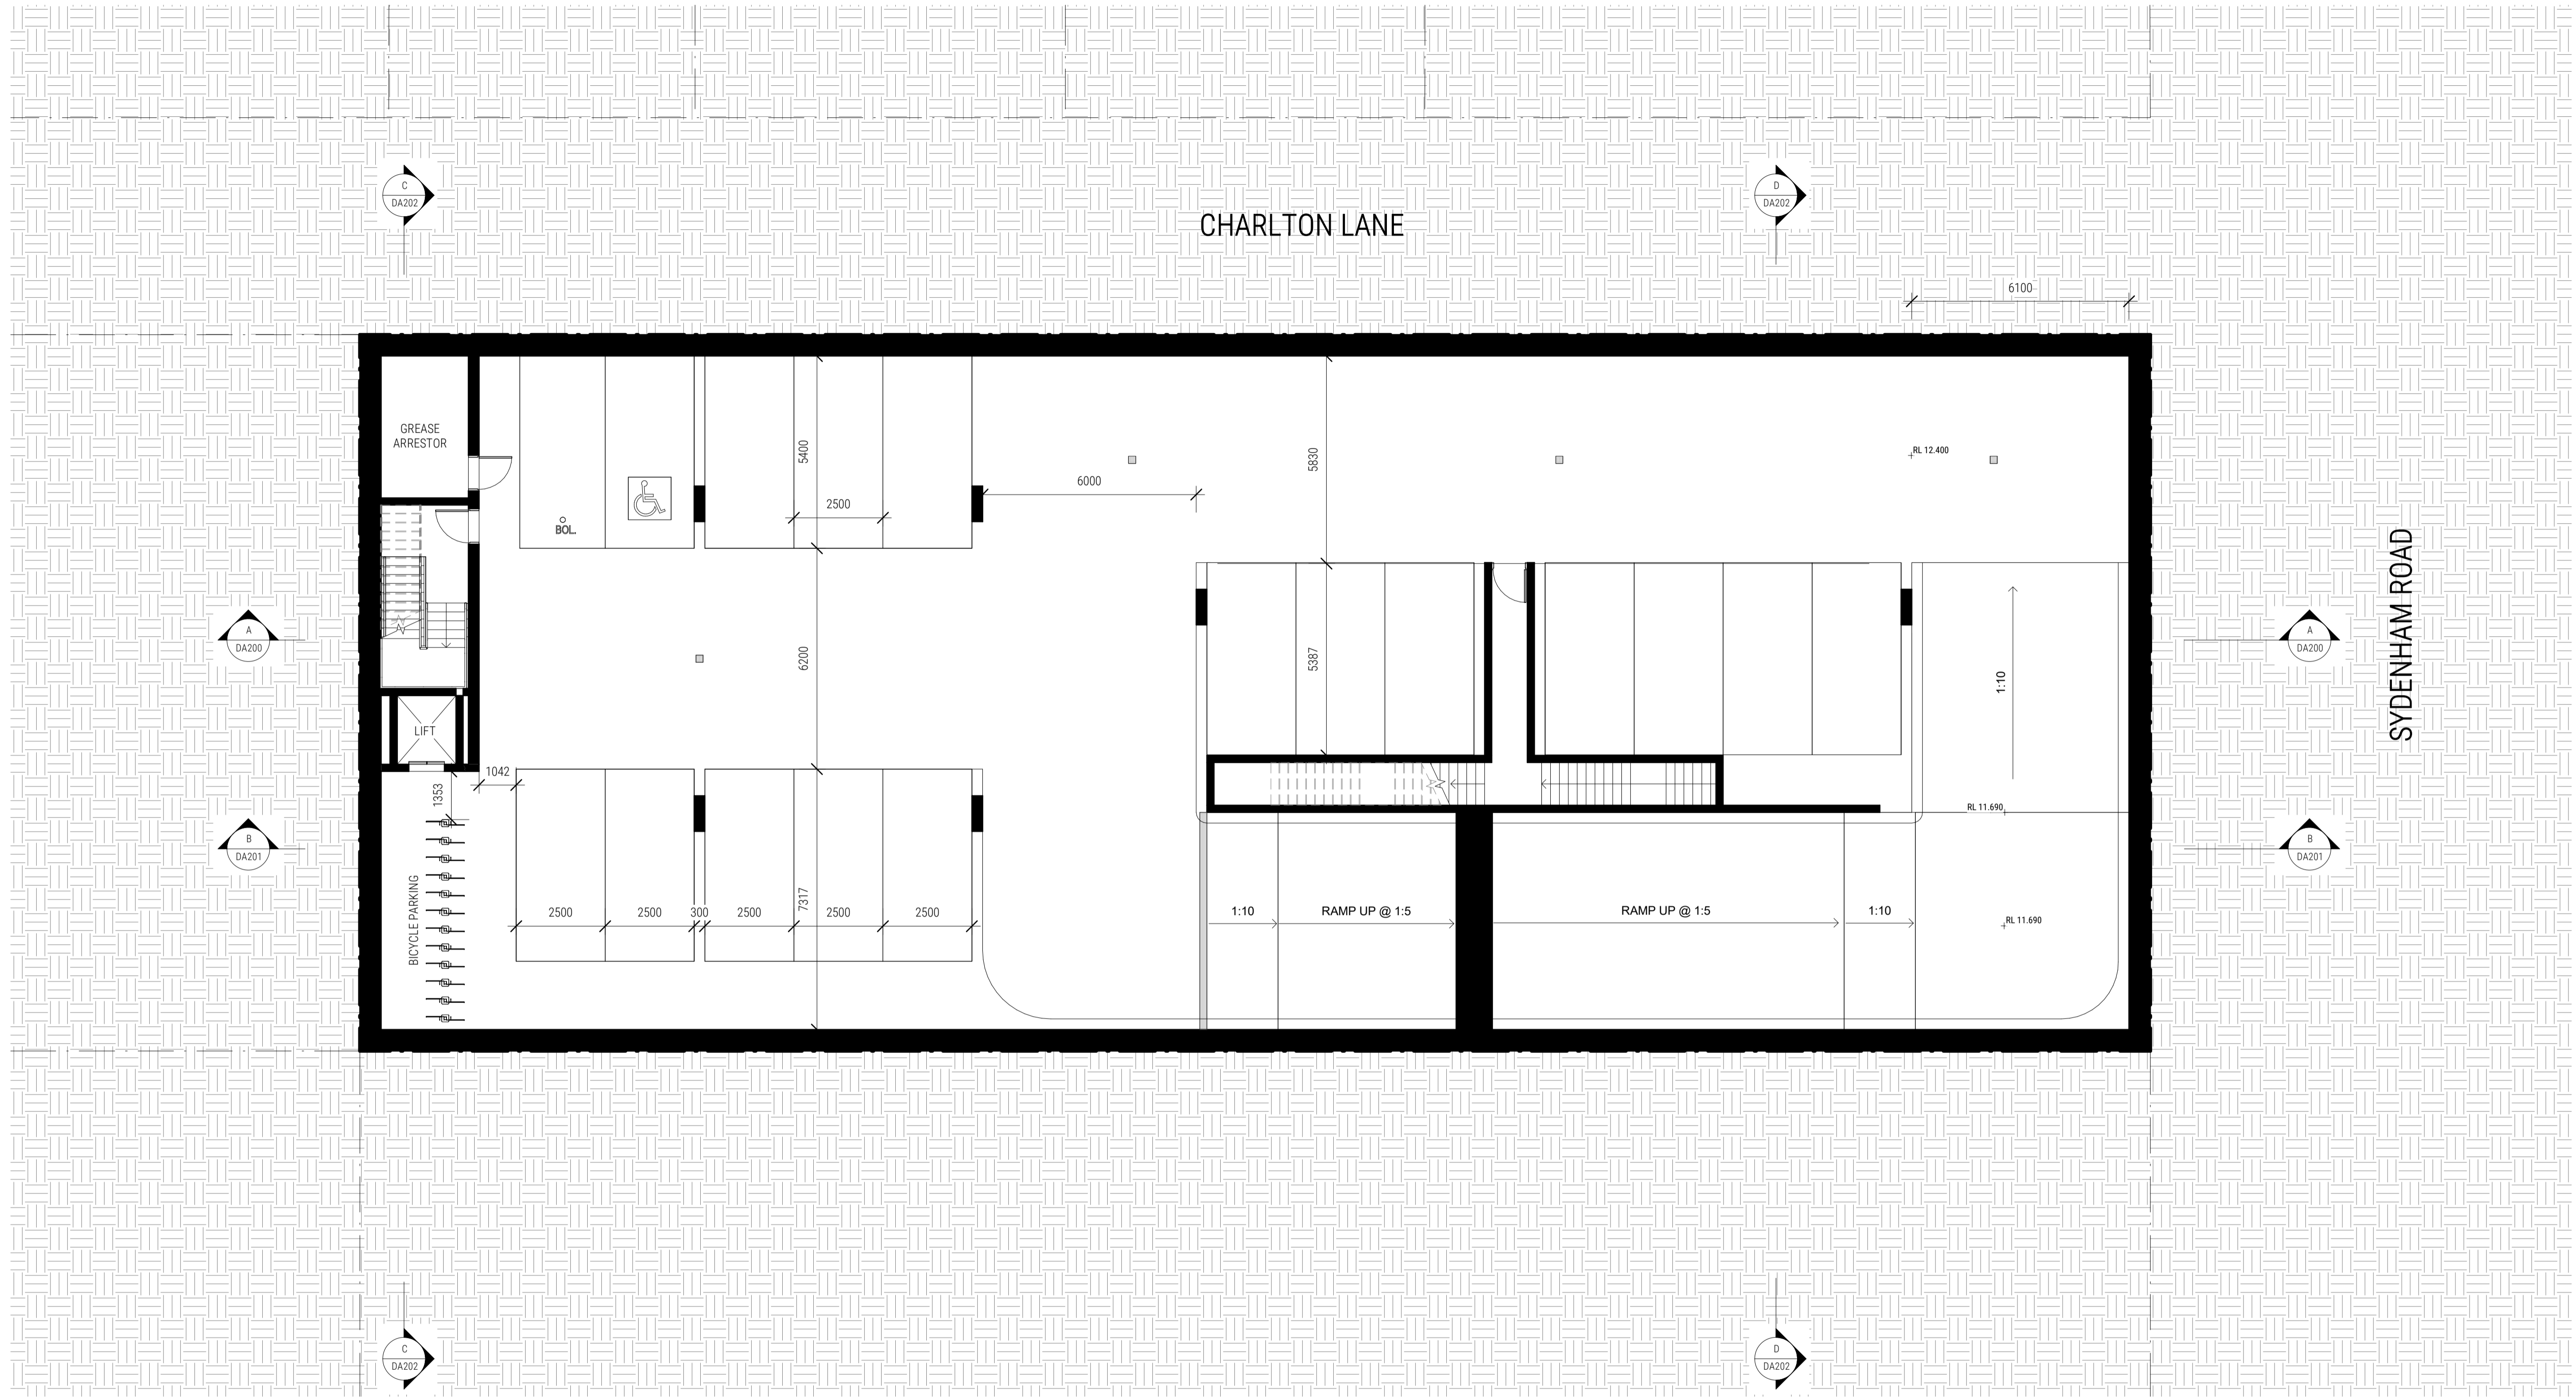 C
DA202
D
DA202
CHARLTON LANE
6100
GREASE
ARRESTOR
5400
5830
RL 12.400
6000
2500
BOL.
SYDENHAM ROAD
A
DA200
6200
5387
1:10
A
DA200
LIFT
1042
1353
RL 11.690
B
DA201
B
DA201
BICYCLE PARKING
7317
2500
2500
300
2500
2500
2500
1:10
RAMP UP @ 1:5
RAMP UP @ 1:5
1:10
RL 11.690
C
DA202
D
DA202